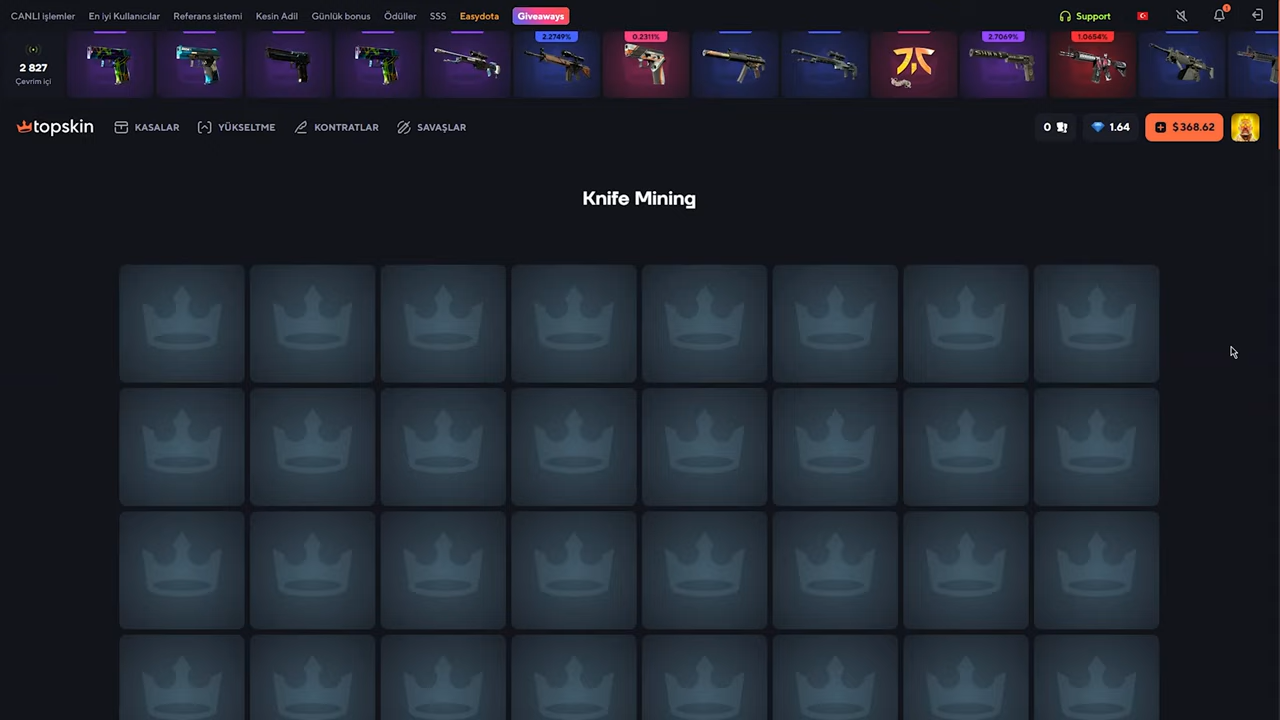 CANLI işlemler En iyi Kullanıcılar Referans sistemi Kesin Adil Günlük bonus Ödüller SSS Easydota Giveaways Support 1
2.2749% 0.2311% 2.7069% 1.0654%
2 827
Çevrim içi
topskin KASALAR YÜKSELTME KONTRATLAR SAVAŞLAR 0 1.64 $368.62
Knife Mining